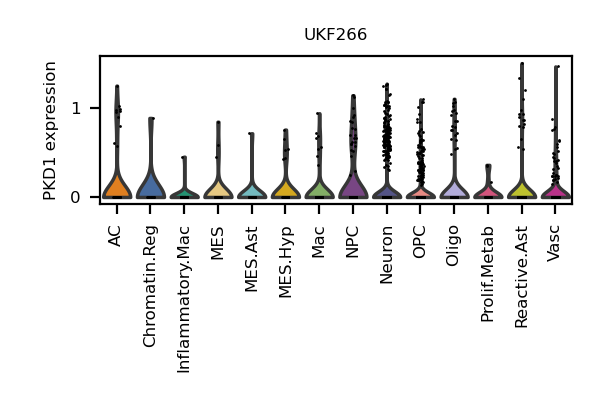 UKF266
PKD1 expression
1
0
AC
Chromatin.Reg
Inflammatory.Mac
MES
MES.Ast
MES.Hyp
Mac
NPC
Neuron
OPC
Oligo
Prolif.Metab
Reactive.Ast
Vasc